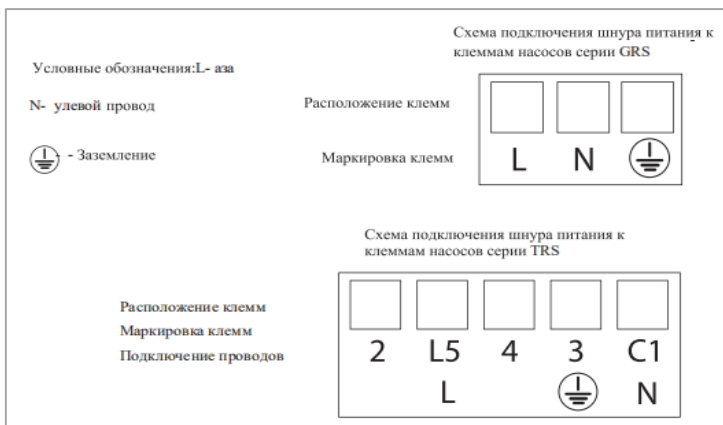 Схема подключения шнура питания к
клеммам насосов серии GRS
Условные обозначения:L- аза
N- улевой провод
- Заземление
Расположение клемм
Маркировка клемм
L N
Схема подключения шнура питания к
клеммам насосов серии TRS
Расположение клемм
Маркировка клемм
2 L5 4 3 C1
Подключение проводов
L N